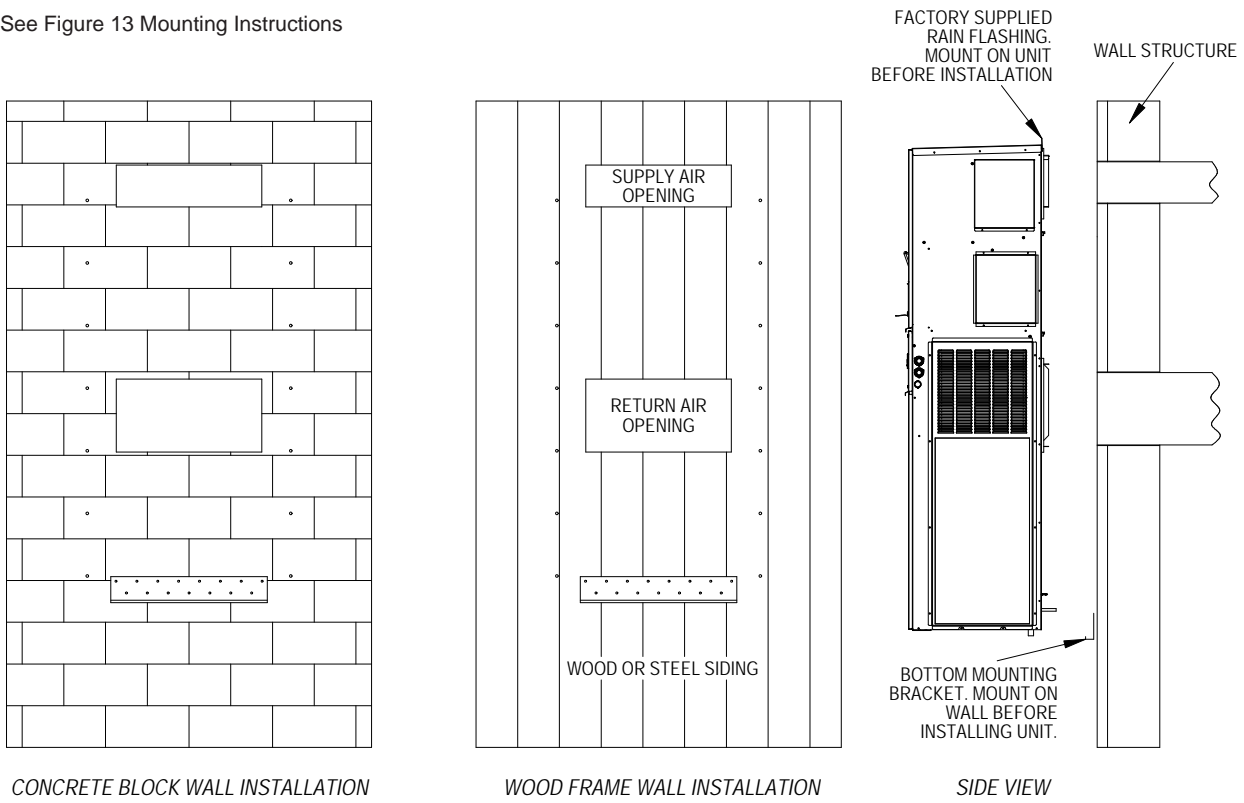 See Figure 13 Mounting Instructions
FACTORY SUPPLIED
RAIN FLASHING.
MOUNT ON UNIT
BEFORE INSTALLATION
WALL STRUCTURE
SUPPLY AIR
OPENING
RETURN AIR
OPENING
WOOD OR STEEL SIDING
BOTTOM MOUNTING
BRACKET. MOUNT ON
WALL BEFORE
INSTALLING UNIT.
CONCRETE BLOCK WALL INSTALLATION
WOOD FRAME WALL INSTALLATION
SIDE VIEW